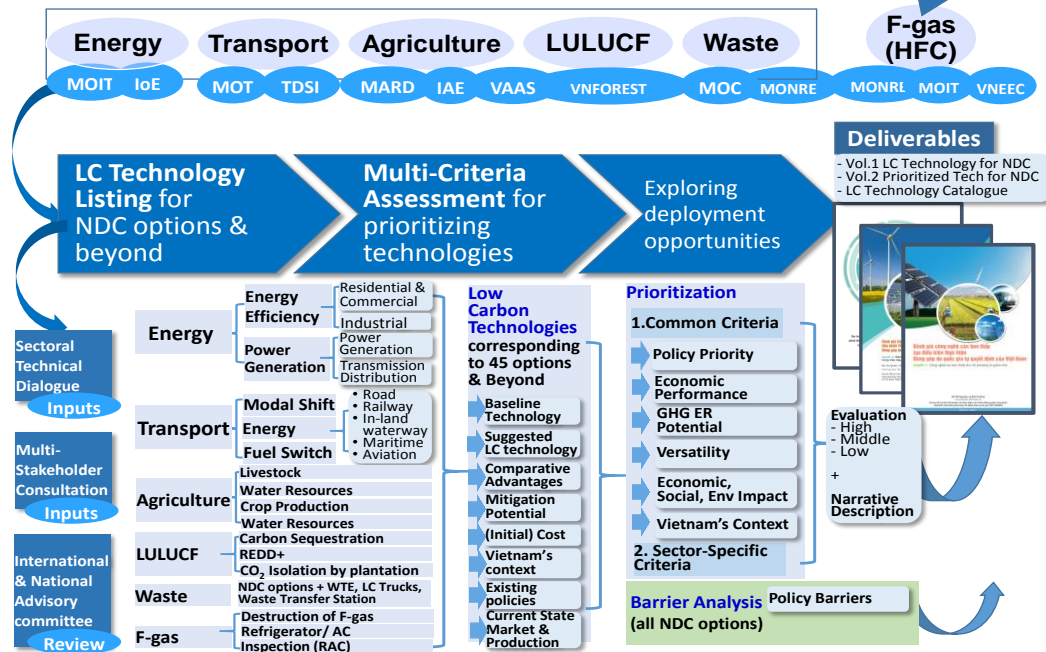 Energy
Transport
Agriculture
LULUCF
Waste
F-gas
(HFC)
MOIT
IoE
MOT
TDSI
MARD
IAE
VAAS
VNFOREST
MOC
MONRE
MONRE
MOIT
VNEEC
Deliverables
- Vol.1 LC Technology for NDC
- Vol.2 Prioritized Tech for NDC
- LC Technology Catalogue
LC Technology
Listing for
NDC options &
beyond
Multi-Criteria
Assessment for
prioritizing
technologies
Exploring
deployment
opportunities
Sectoral
Technical
Dialogue
Inputs
Multi-
Stakeholder
Consultation
Inputs
International
& National
Advisory
committee
Review
Energy
Energy
Efficiency
Residential &
Commercial
Industrial
Power
Generation
Power
Generation
Transmission
Distribution
Transport
Modal Shift
Energy
Fuel Switch
• Road
• Railway
• In-land
waterway
• Maritime
• Aviation
Agriculture
Livestock
Water Resources
Crop Production
Water Resources
LULUCF
Carbon Sequestration
REDD+
CO2 Isolation by plantation
Waste
NDC options + WTE, LC Trucks,
Waste Transfer Station
F-gas
Destruction of F-gas
Refrigerator/ AC
Inspection (RAC)
Low
Carbon
Technologies
corresponding
to 45 options
& Beyond
Baseline
Technology
Suggested
LC technology
Comparative
Advantages
Mitigation
Potential
(Initial) Cost
Vietnam's
context
Existing
policies
Current State
Market &
Production
Prioritization
1.Common Criteria
Policy Priority
Economic
Performance
GHG ER
Potential
Versatility
Economic,
Social, Env Impact
Vietnam's Context
2. Sector-Specific
Criteria
Barrier Analysis
(all NDC options)
Policy Barriers
Evaluation
- High
- Middle
- Low
+
Narrative
Description